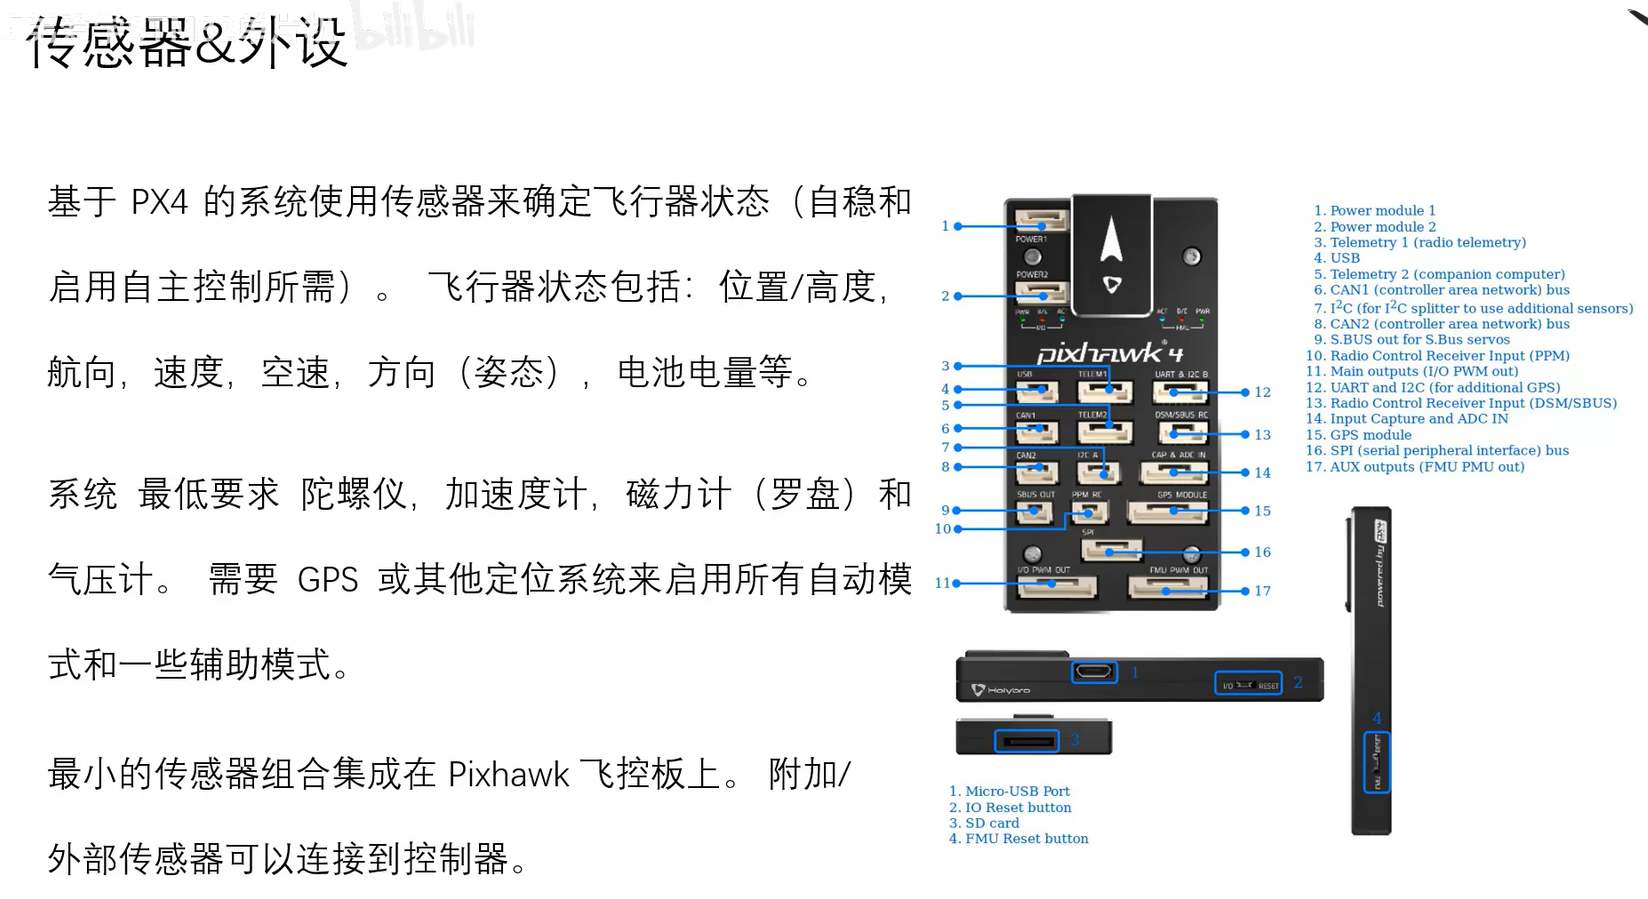 传感器&外设
bilibili
基于 PX4 的系统使用传感器来确定飞行器状态（自稳和
启用自主控制所需）。 飞行器状态包括：位置/高度，
航向，速度，空速，方向（姿态），电池电量等。
系统 最低要求 陀螺仪，加速度计，磁力计（罗盘）和
气压计。 需要 GPS 或其他定位系统来启用所有自动模
式和一些辅助模式。
最小的传感器组合集成在 Pixhawk 飞控板上。 附加/
外部传感器可以连接到控制器。
1
POWER1
POWER2
2
PWR B/E ACT
I/O
ACT B/E PWR
FMU
pixhawk 4
3
USB TELEM1 UART & I2C B
4
12
5
CAN1 TELEM2 DSM/SBUS RC
6
13
7
CAN2 I2C A CAP & ADC IN
8
14
SBUS OUT PPM RC GPS MODULE
9
15
10
SPI
16
I/O PWM OUT FMU PWM OUT
11
17
1. Power module 1
2. Power module 2
3. Telemetry 1 (radio telemetry)
4. USB
5. Telemetry 2 (companion computer)
6. CAN1 (controller area network) bus
7. I²C (for I²C splitter to use additional sensors)
8. CAN2 (controller area network) bus
9. S.BUS out for S.Bus servos
10. Radio Control Receiver Input (PPM)
11. Main outputs (I/O PWM out)
12. UART and I2C (for additional GPS)
13. Radio Control Receiver Input (DSM/SBUS)
14. Input Capture and ADC IN
15. GPS module
16. SPI (serial peripheral interface) bus
17. AUX outputs (FMU PMU out)
Holybro
1
I/O RESET
2
3
4
FMU
1. Micro-USB Port
2. IO Reset button
3. SD card
4. FMU Reset button